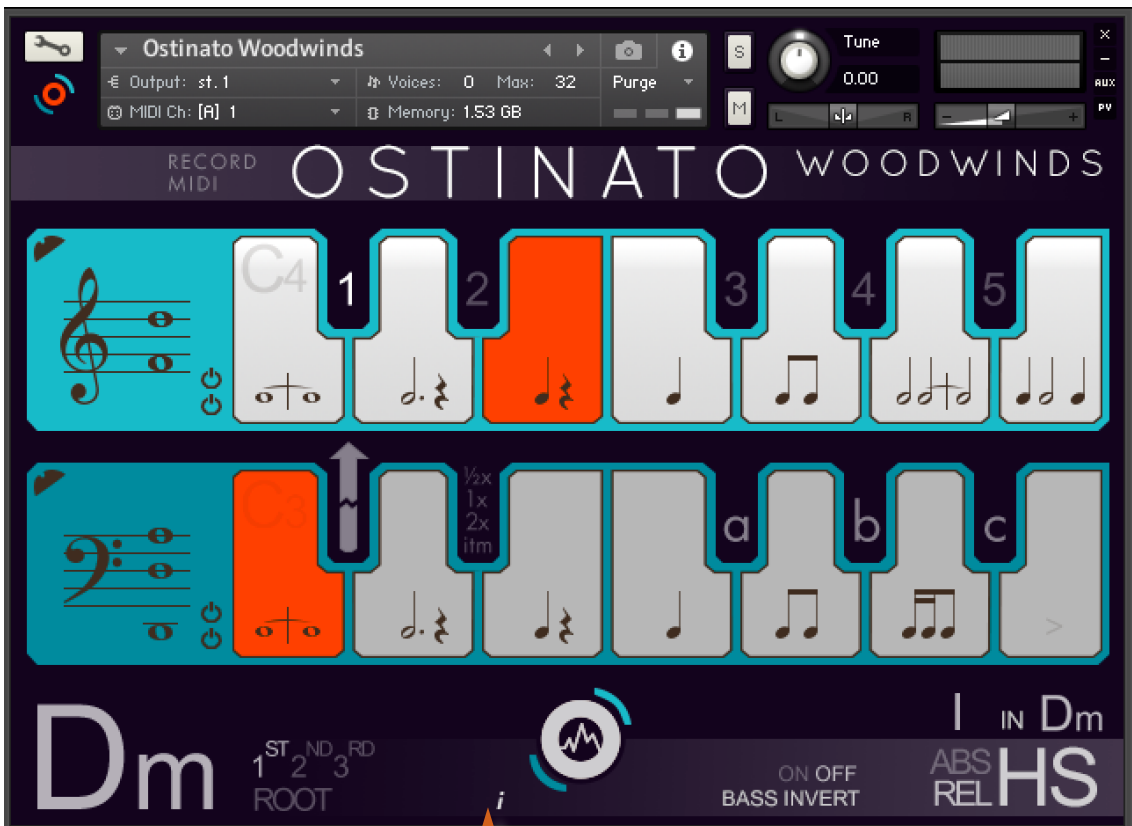 Ostinato Woodwinds
Output: st.1
Voices: 0 Max: 32
Purge
MIDI Ch: [A] 1
Memory: 1.53 GB
S
M
Tune
0.00
L R
- +
×
–
AUX
PV
RECORD
MIDI
OSTINATO WOODWINDS
C4 1 2 3 4 5
C3
½x
1x
2x
itm
a b c
>
Dm
1ST 2ND 3RD
ROOT
i
I IN Dm
ON OFF
BASS INVERT
ABS
REL
HS